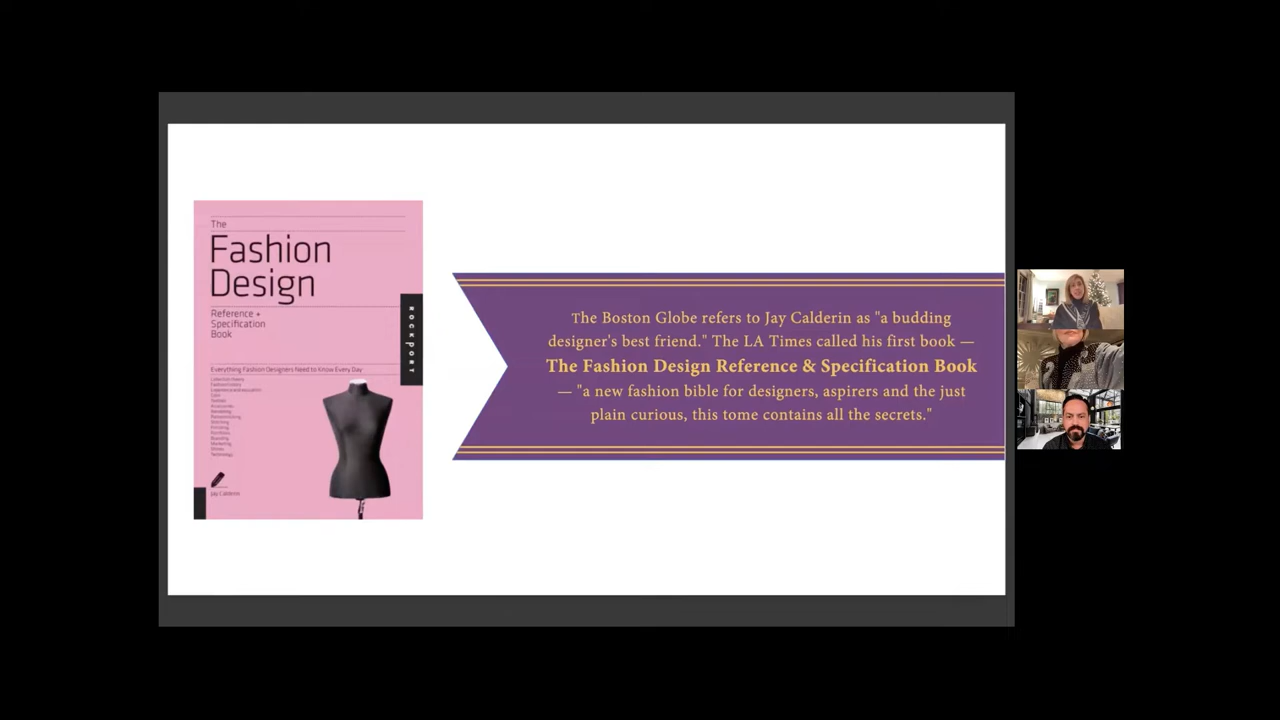 The
Fashion
Design
Reference +
Specification
Book
ROCKPORT
Everything Fashion Designers Need to Know Every Day
Jay Calderin
The Boston Globe refers to Jay Calderin as "a budding
designer's best friend." The LA Times called his first book —
The Fashion Design Reference & Specification Book
— "a new fashion bible for designers, aspirers and the just
plain curious, this tome contains all the secrets."